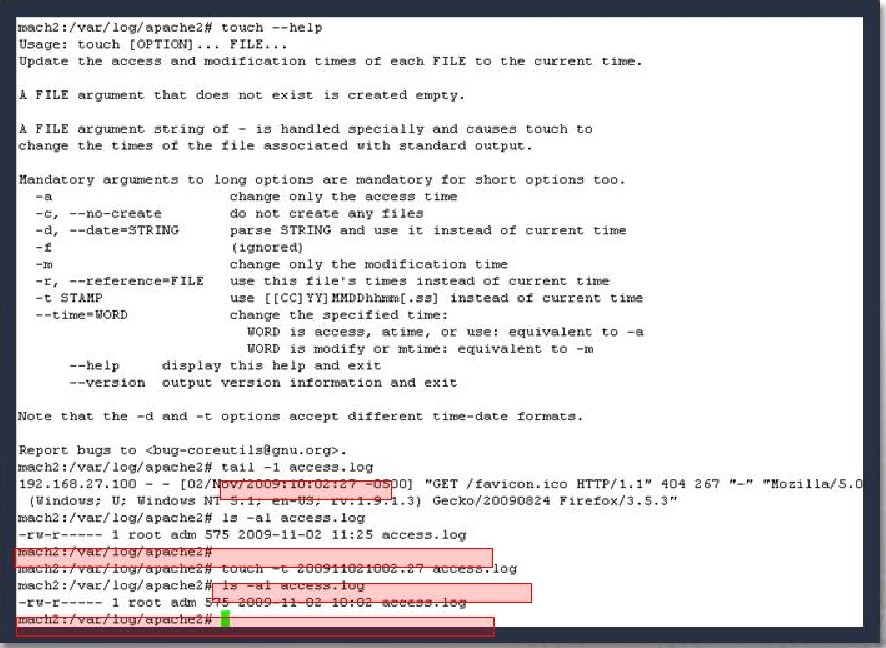 mach2:/var/log/apache2# touch --help
Usage: touch [OPTION]... FILE...
Update the access and modification times of each FILE to the current time.
A FILE argument that does not exist is created empty.
A FILE argument string of - is handled specially and causes touch to
change the times of the file associated with standard output.
Mandatory arguments to long options are mandatory for short options too.
-a change only the access time
-c, --no-create do not create any files
-d, --date=STRING parse STRING and use it instead of current time
-f (ignored)
-m change only the modification time
-r, --reference=FILE use this file's times instead of current time
-t STAMP use [[CC]YY]MMDDhhmm[.ss] instead of current time
--time=WORD change the specified time:
WORD is access, atime, or use: equivalent to -a
WORD is modify or mtime: equivalent to -m
--help display this help and exit
--version output version information and exit
Note that the -d and -t options accept different time-date formats.
Report bugs to <bug-coreutils@gnu.org>.
mach2:/var/log/apache2# tail -1 access.log
192.168.27.100 - - [02/Nov/2009:10:02:27 -0500] "GET /favicon.ico HTTP/1.1" 404 267 "-" "Mozilla/5.0
(Windows; U; Windows NT 5.1; en-US; rv:1.9.1.3) Gecko/20090824 Firefox/3.5.3"
mach2:/var/log/apache2# ls -al access.log
-rw-r----- 1 root adm 575 2009-11-02 11:25 access.log
mach2:/var/log/apache2#
mach2:/var/log/apache2# touch -t 200911021002.27 access.log
mach2:/var/log/apache2# ls -al access.log
-rw-r----- 1 root adm 575 2009-11-02 10:02 access.log
mach2:/var/log/apache2#